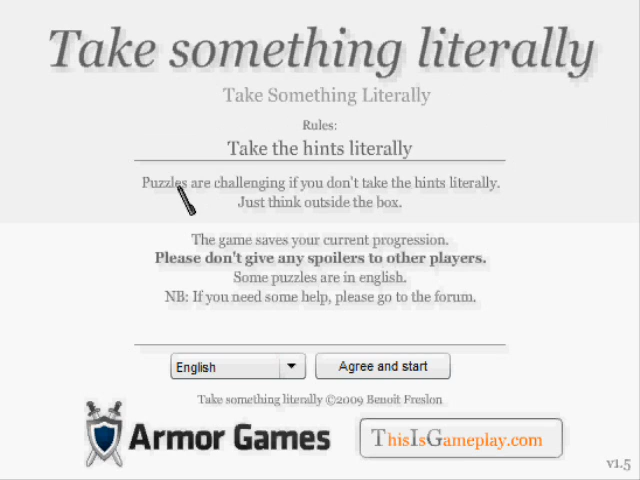 Take something literally
Take Something Literally
Rules:
Take the hints literally
Puzzles are challenging if you don't take the hints literally.
Just think outside the box.
The game saves your current progression.
Please don't give any spoilers to other players.
Some puzzles are in english.
NB: If you need some help, please go to the forum.
English
Agree and start
Take something literally ©2009 Benoit Freslon
Armor Games
ThisIsGameplay.com
v1.5